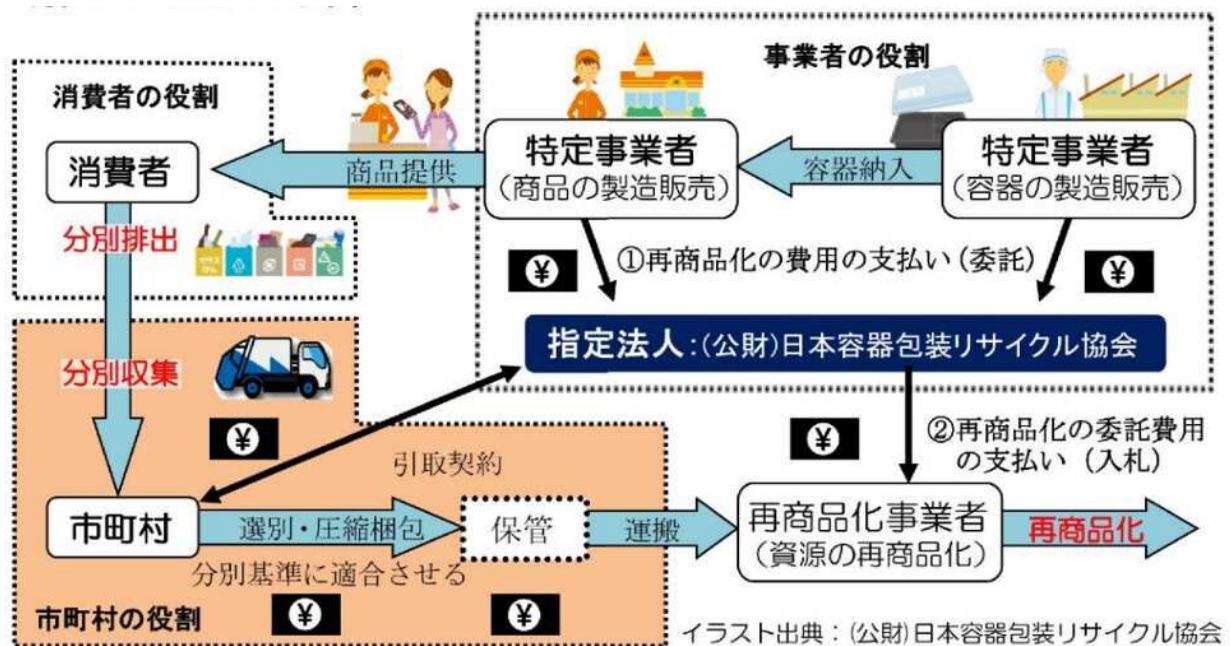 消費者の役割
事業者の役割
消費者
商品提供
特定事業者
(商品の製造販売)
容器納入
特定事業者
(容器の製造販売)
分別排出
¥
①再商品化の費用の支払い(委託)
¥
指定法人:(公財)日本容器包装リサイクル協会
分別収集
¥
引取契約
¥
②再商品化の委託費用
の支払い(入札)
市町村
選別・圧縮梱包
保管
運搬
再商品化事業者
(資源の再商品化)
再商品化
分別基準に適合させる
市町村の役割
¥
¥
イラスト出典:(公財)日本容器包装リサイクル協会